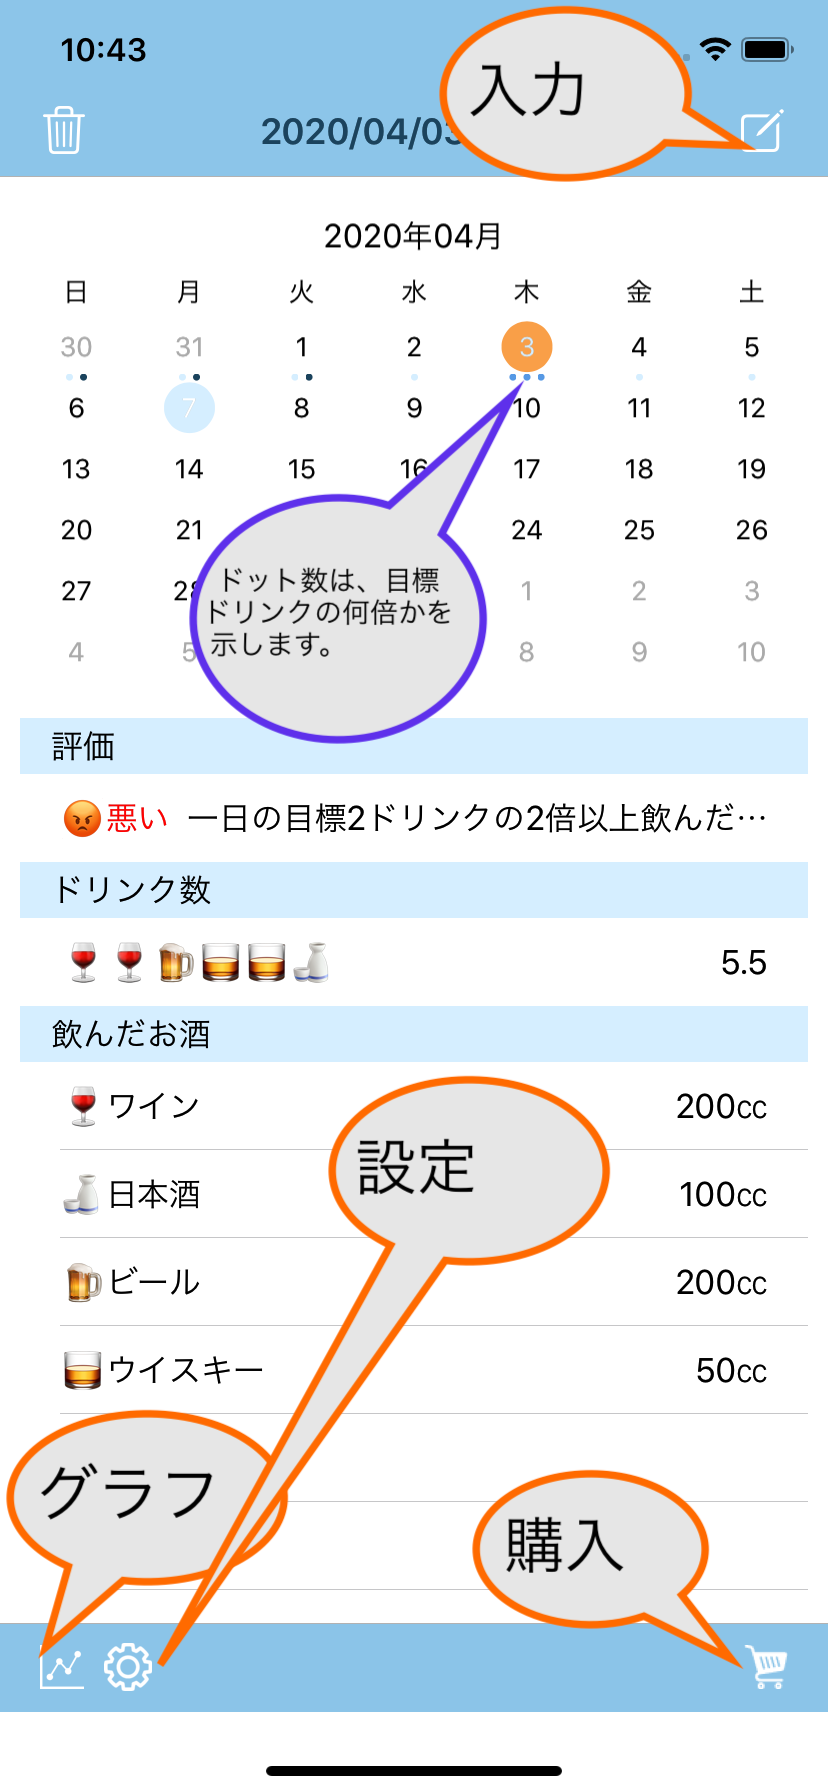 10:43
入力
2020/04/03
2020年04月
日 月 火 水 木 金 土
30 31 1 2 3 4 5
6 7 8 9 10 11 12
13 14 15 16 17 18 19
20 21 24 25 26
27 28 1 2 3
4 5 8 9 10
ドット数は、目標
ドリンクの何倍かを
示します。
評価
悪い 一日の目標2ドリンクの2倍以上飲んだ…
ドリンク数
5.5
飲んだお酒
ワイン 200cc
設定
日本酒 100cc
ビール 200cc
ウイスキー 50cc
グラフ
購入